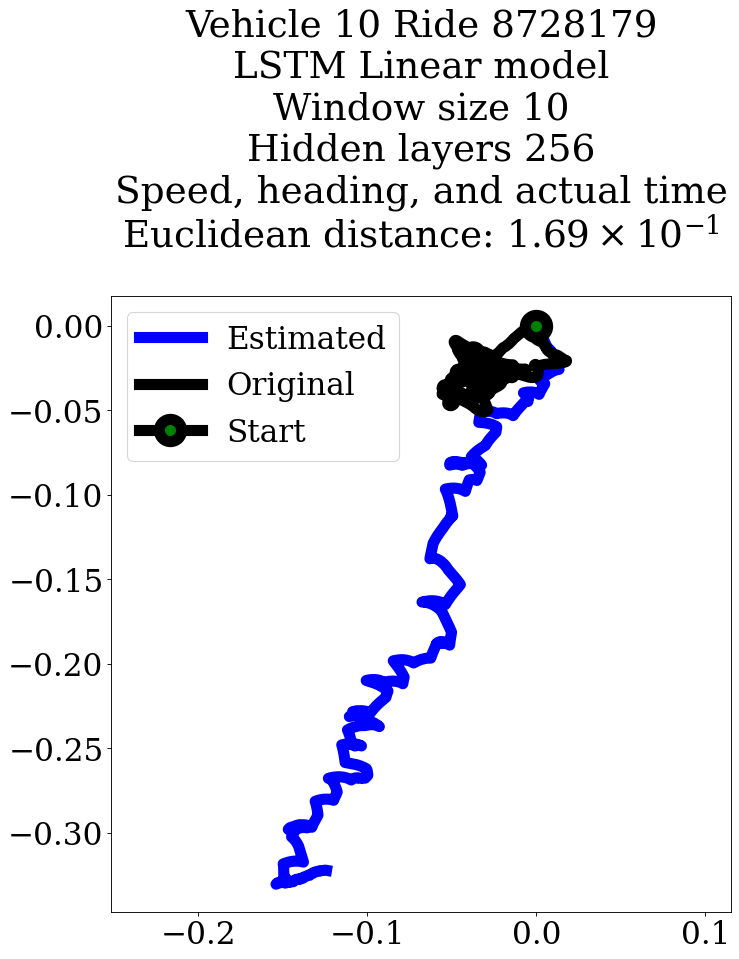 Vehicle 10 Ride 8728179
LSTM Linear model
Window size 10
Hidden layers 256
Speed, heading, and actual time
Euclidean distance: 1.69 × 10⁻¹
Estimated
Original
Start
0.00
−0.05
−0.10
−0.15
−0.20
−0.25
−0.30
−0.2 −0.1 0.0 0.1